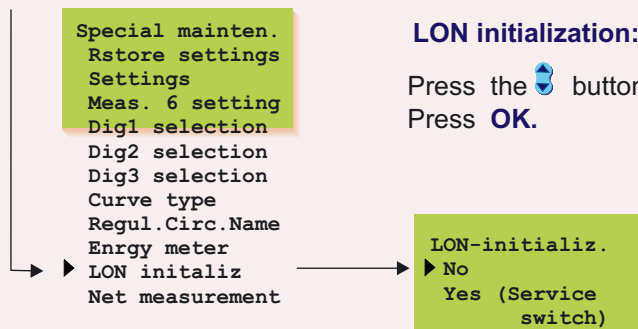 Special mainten.
Rstore settings
Settings
Meas. 6 setting
Dig1 selection
Dig2 selection
Dig3 selection
Curve type
Regul.Circ.Name
Enrgy meter
LON initaliz
Net measurement
LON initialization:
Press the button
Press OK.
LON-initializ.
No
Yes (Service
switch)